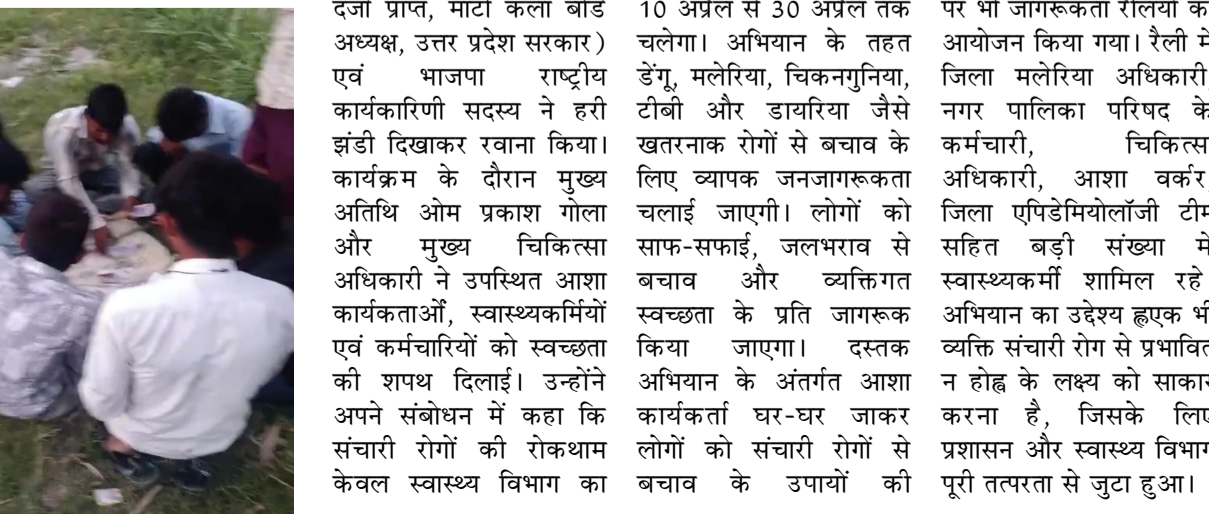 दर्जा प्राप्त, माटी कला बोर्ड
अध्यक्ष, उत्तर प्रदेश सरकार)
एवं भाजपा राष्ट्रीय
कार्यकारिणी सदस्य ने हरी
झंडी दिखाकर रवाना किया।
कार्यक्रम के दौरान मुख्य
अतिथि ओम प्रकाश गोला
और मुख्य चिकित्सा
अधिकारी ने उपस्थित आशा
कार्यकर्ताओं, स्वास्थ्यकर्मियों
एवं कर्मचारियों को स्वच्छता
की शपथ दिलाई। उन्होंने
अपने संबोधन में कहा कि
संचारी रोगों की रोकथाम
केवल स्वास्थ्य विभाग का
10 अप्रैल से 30 अप्रैल तक
चलेगा। अभियान के तहत
डेंगू, मलेरिया, चिकनगुनिया,
टीबी और डायरिया जैसे
खतरनाक रोगों से बचाव के
लिए व्यापक जनजागरूकता
चलाई जाएगी। लोगों को
साफ-सफाई, जलभराव से
बचाव और व्यक्तिगत
स्वच्छता के प्रति जागरूक
किया जाएगा। दस्तक
अभियान के अंतर्गत आशा
कार्यकर्ता घर-घर जाकर
लोगों को संचारी रोगों से
बचाव के उपायों की
पर भी जागरूकता रैलियों का
आयोजन किया गया। रैली में
जिला मलेरिया अधिकारी,
नगर पालिका परिषद के
कर्मचारी, चिकित्सा
अधिकारी, आशा वर्कर,
जिला एपिडेमियोलॉजी टीम
सहित बड़ी संख्या में
स्वास्थ्यकर्मी शामिल रहे
अभियान का उद्देश्य ह्लएक भी
व्यक्ति संचारी रोग से प्रभावित
न होह्व के लक्ष्य को साकार
करना है, जिसके लिए
प्रशासन और स्वास्थ्य विभाग
पूरी तत्परता से जुटा हुआ।